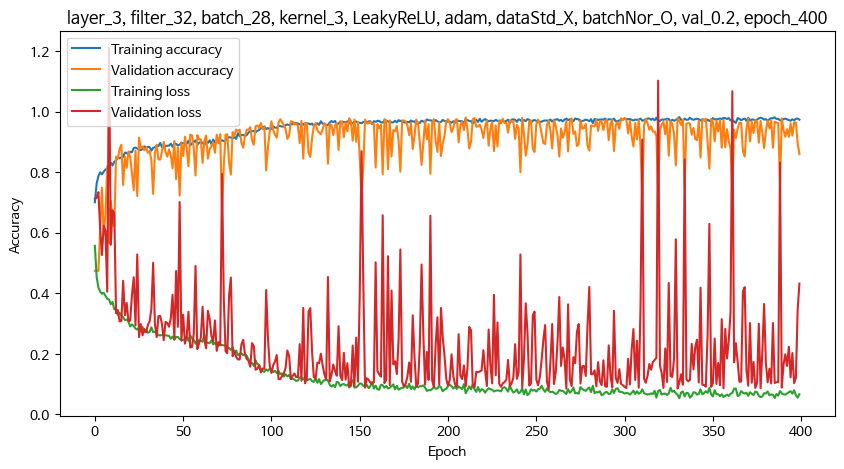 layer_3, filter_32, batch_28, kernel_3, LeakyReLU, adam, dataStd_X, batchNor_O, val_0.2, epoch_400
Training accuracy
Validation accuracy
Training loss
Validation loss
Accuracy
1.2
1.0
0.8
0.6
0.4
0.2
0.0
0 50 100 150 200 250 300 350 400
Epoch